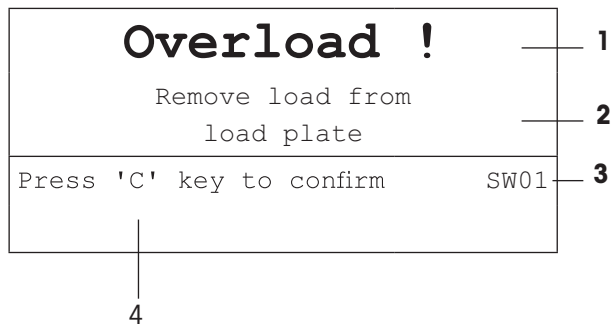 Overload !
1
Remove load from
load plate
2
Press 'C' key to confirm SW01
3
4